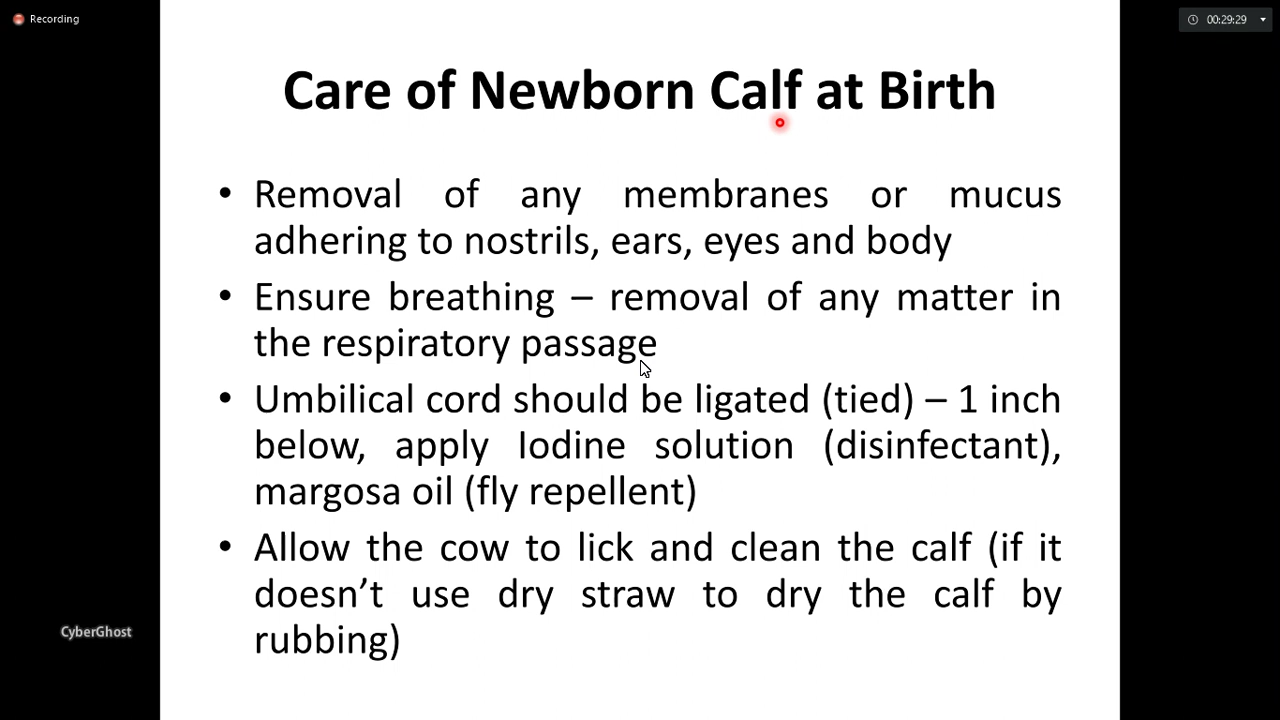 Recording
00:29:29
Care of Newborn Calf at Birth
• Removal of any membranes or mucus
adhering to nostrils, ears, eyes and body
• Ensure breathing – removal of any matter in
the respiratory passage
• Umbilical cord should be ligated (tied) – 1 inch
below, apply Iodine solution (disinfectant),
margosa oil (fly repellent)
• Allow the cow to lick and clean the calf (if it
doesn’t use dry straw to dry the calf by
rubbing)
CyberGhost